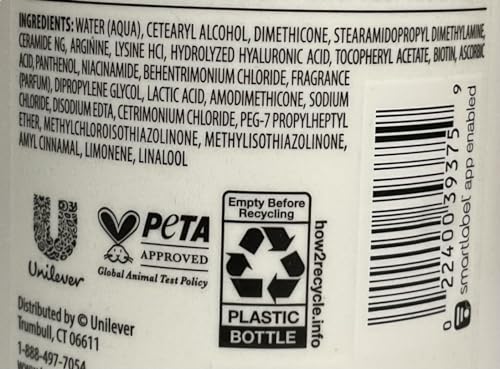 INGREDIENTS: WATER (AQUA), CETEARYL ALCOHOL, DIMETHICONE, STEARAMIDOPROPYL DIMETHYLAMINE,
CERAMIDE NG, ARGININE, LYSINE HCl, HYDROLYZED HYALURONIC ACID, TOCOPHERYL ACETATE, BIOTIN, ASCORBIC
ACID, PANTHENOL, NIACINAMIDE, BEHENTRIMONIUM CHLORIDE, FRAGRANCE
(PARFUM), DIPROPYLENE GLYCOL, LACTIC ACID, AMODIMETHICONE, SODIUM
CHLORIDE, DISODIUM EDTA, CETRIMONIUM CHLORIDE, PEG-7 PROPYLHEPTYL
ETHER, METHYLCHLOROISOTHIAZOLINONE, METHYLISOTHIAZOLINONE,
AMYL CINNAMAL, LIMONENE, LINALOOL
Unilever
PETA
APPROVED
Global Animal Test Policy
Empty Before
Recycling
PLASTIC
BOTTLE
how2recycle.info
0 22400 39375 9
smartlabel app enabled
Distributed by © Unilever
Trumbull, CT 06611
1-888-497-7054